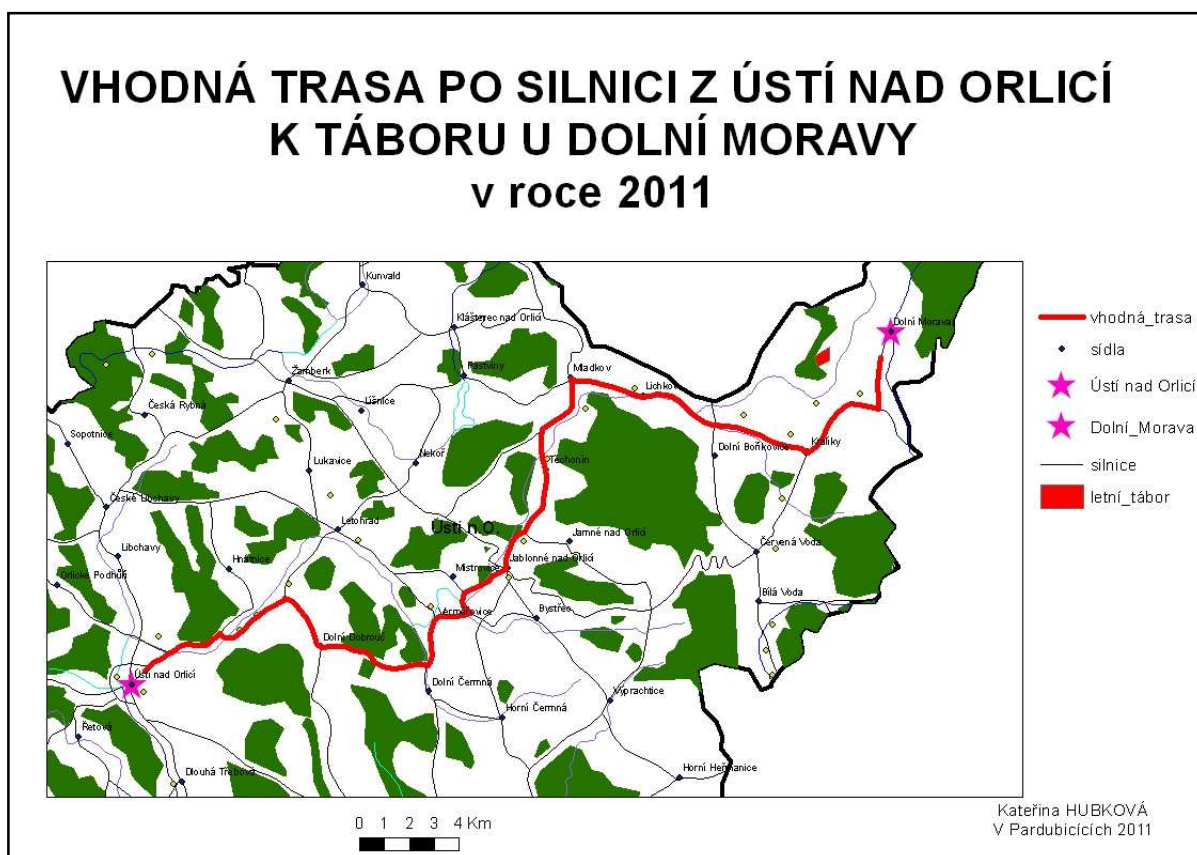 VHODNÁ TRASA PO SILNICI Z ÚSTÍ NAD ORLICÍ
K TÁBORU U DOLNÍ MORAVY
v roce 2011
Kunvald
Klášterec nad Orlicí
Dolní Morava
Pastviny
Mladkov
Lichkov
Žamberk
Líšnice
Česká Rybná
Sopotnice
Lukavice
Nekoř
Těchonín
Dolní Boříkovice
Králíky
České Libchavy
Letohrad
Ústí n.O.
Jamné nad Orlicí
Červená Voda
Libchavy
Hnátnice
Mistrovice
Jablonné nad Orlicí
Orlické Podhůří
Bílá Voda
Verměřovice
Bystřec
Dolní Dobrouč
Ústí nad Orlicí
Dolní Čermná
Výprachtice
Horní Čermná
Řetová
Dlouhá Třebová
Horní Heřmanice
vhodná_trasa
sídla
Ústí nad Orlicí
Dolní_Morava
silnice
letní_tábor
0 1 2 3 4 Km
Kateřina HUBKOVÁ
V Pardubicících 2011